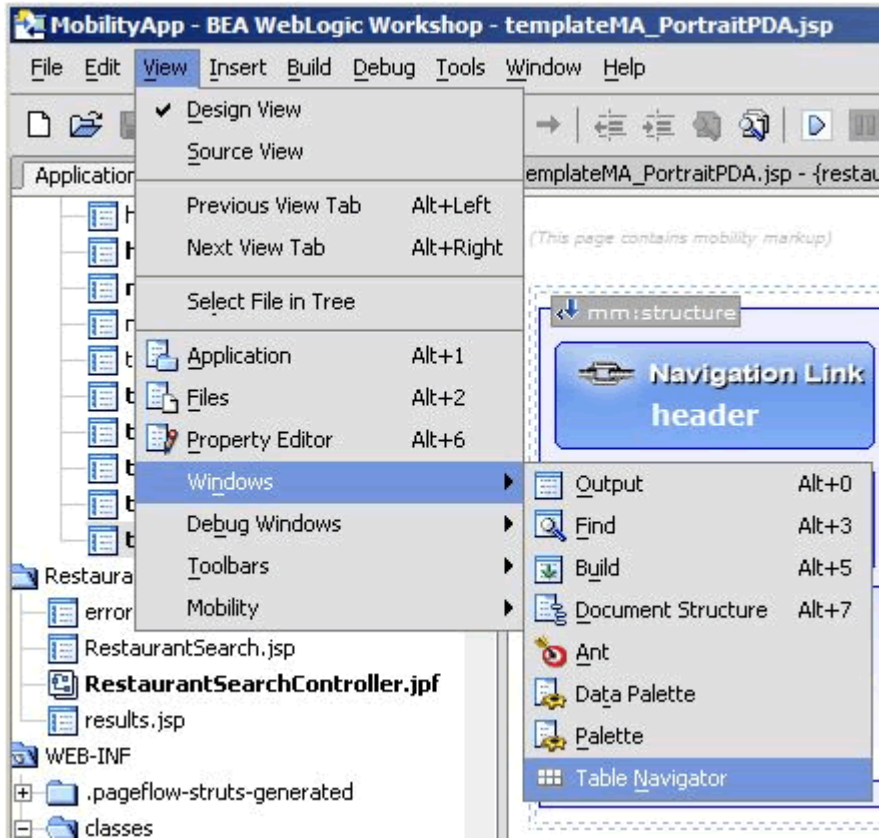 MobilityApp - BEA WebLogic Workshop - templateMA_PortraitPDA.jsp
File Edit View Insert Build Debug Tools Window Help
Design View
Source View
Previous View Tab Alt+Left
Next View Tab Alt+Right
Select File in Tree
Application Alt+1
Files Alt+2
Property Editor Alt+6
Windows
Debug Windows
Toolbars
Mobility
Output Alt+0
Find Alt+3
Build Alt+5
Document Structure Alt+7
Ant
Data Palette
Palette
Table Navigator
Application
emplateMA_PortraitPDA.jsp - {restau
(This page contains mobility markup)
mm:structure
Navigation Link
header
Restaura
error
RestaurantSearch.jsp
RestaurantSearchController.jpf
results.jsp
WEB-INF
.pageflow-struts-generated
classes